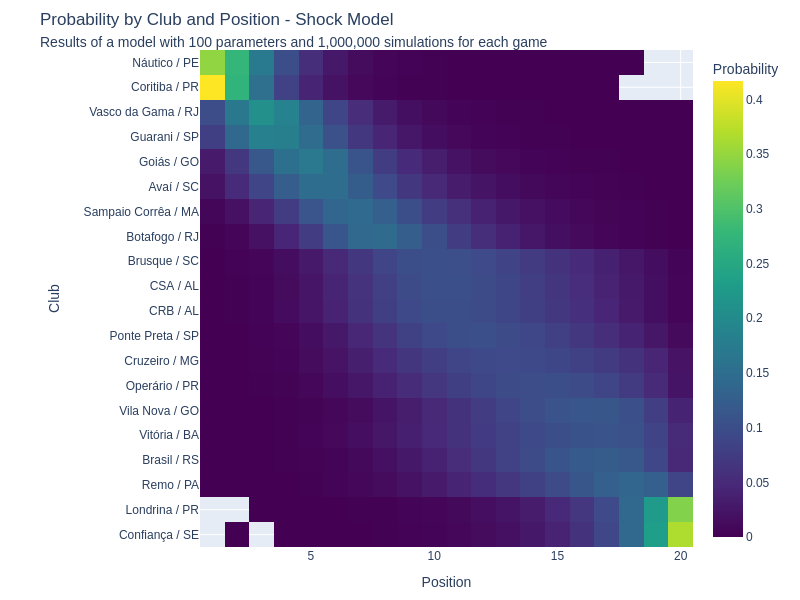 Probability by Club and Position - Shock Model
Results of a model with 100 parameters and 1,000,000 simulations for each game
Náutico / PE
Coritiba / PR
Vasco da Gama / RJ
Guarani / SP
Goiás / GO
Avaí / SC
Sampaio Corrêa / MA
Botafogo / RJ
Brusque / SC
CSA / AL
CRB / AL
Ponte Preta / SP
Cruzeiro / MG
Operário / PR
Vila Nova / GO
Vitória / BA
Brasil / RS
Remo / PA
Londrina / PR
Confiança / SE
Club
5
10
15
20
Position
Probability
0.4
0.35
0.3
0.25
0.2
0.15
0.1
0.05
0